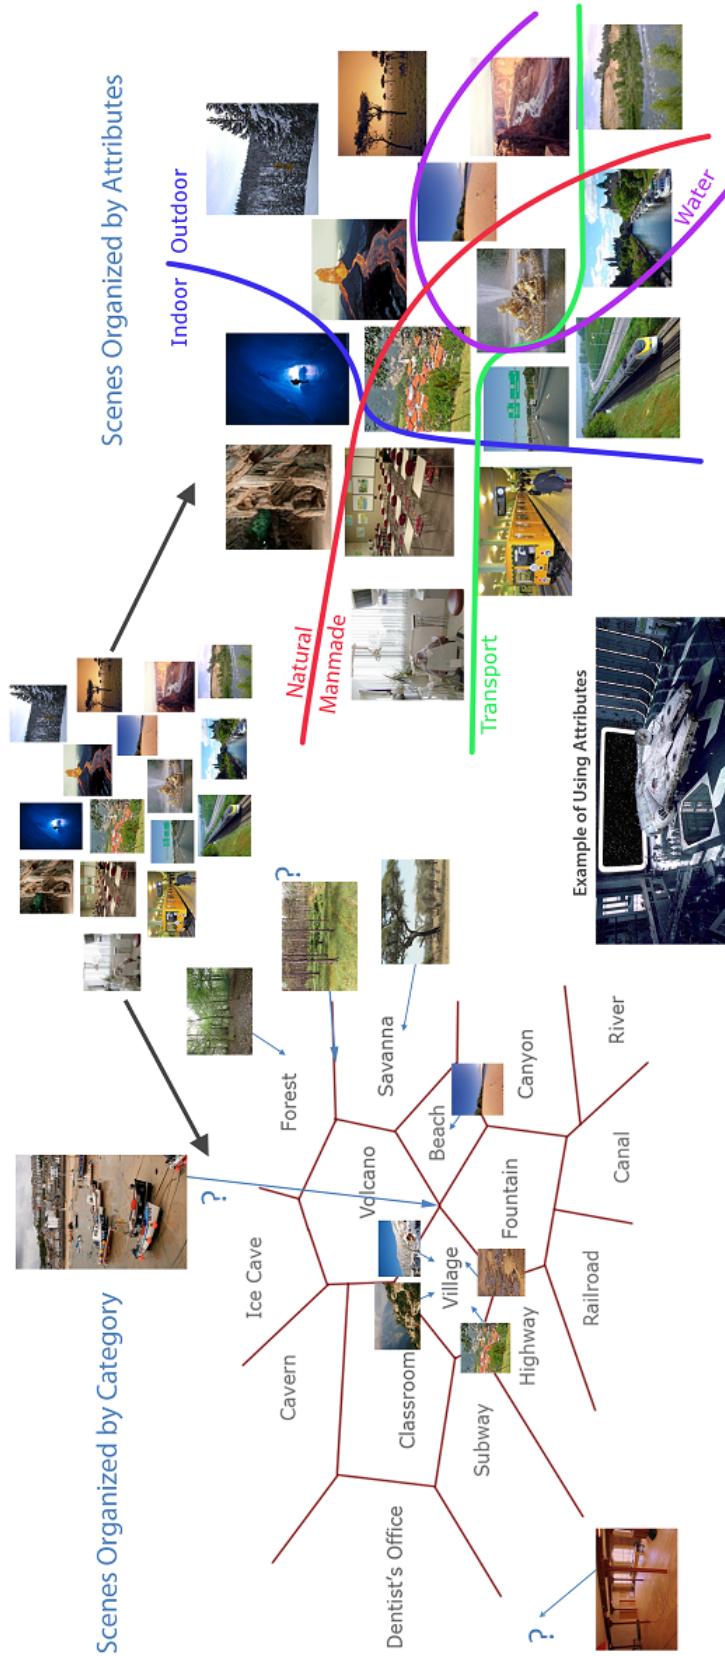 Scenes Organized by Category
Scenes Organized by Attributes
?
Ice Cave
Forest
?
Cavern
Volcano
Savanna
Classroom
Village
Beach
Dentist's Office
Subway
Highway
Fountain
Canyon
?
Railroad
Canal
River
Indoor
Outdoor
Natural
Manmade
Transport
Water
Example of Using Attributes